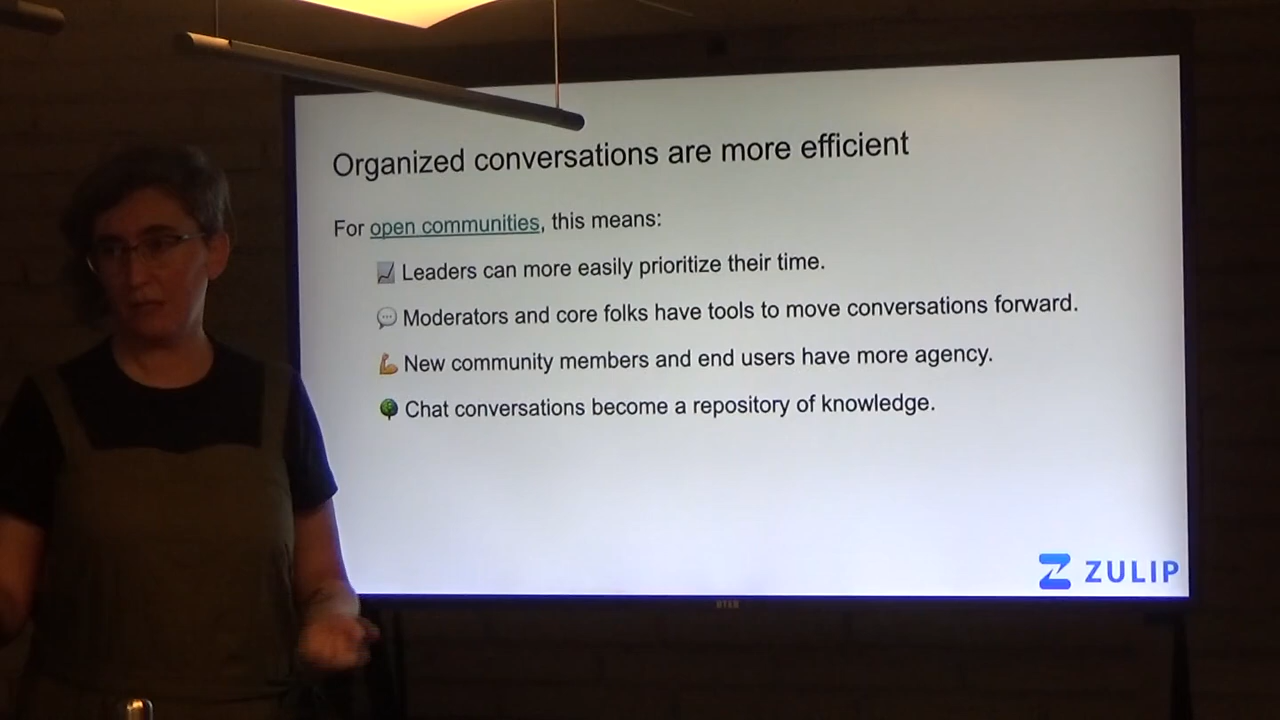 Organized conversations are more efficient
For open communities, this means:
📈 Leaders can more easily prioritize their time.
💬 Moderators and core folks have tools to move conversations forward.
💪 New community members and end users have more agency.
🌳 Chat conversations become a repository of knowledge.
ZULIP